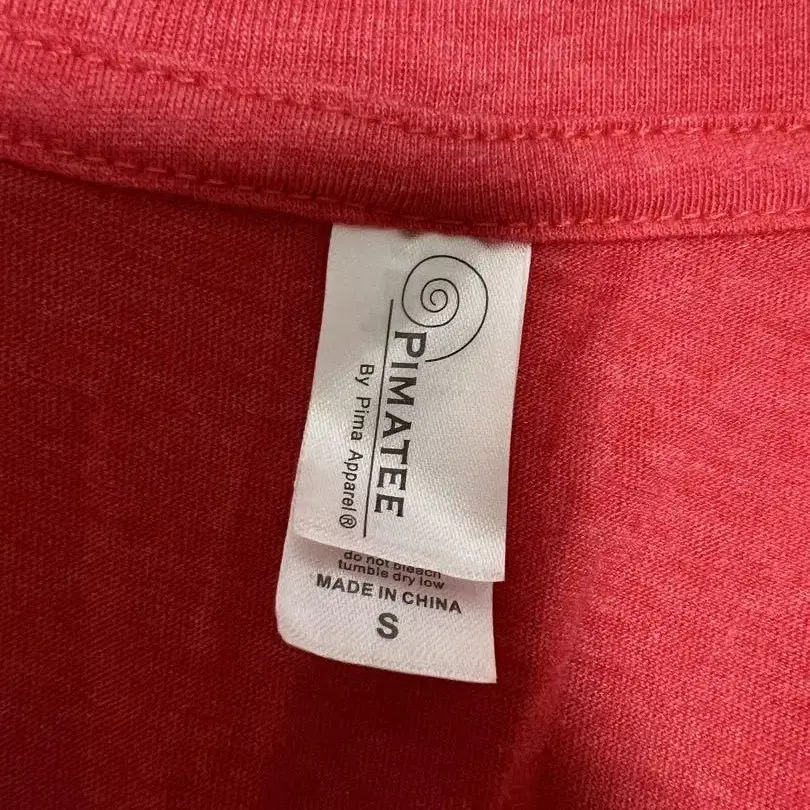 PIMATEE
By Pima Apparel®
do not bleach
tumble dry low
MADE IN CHINA
S